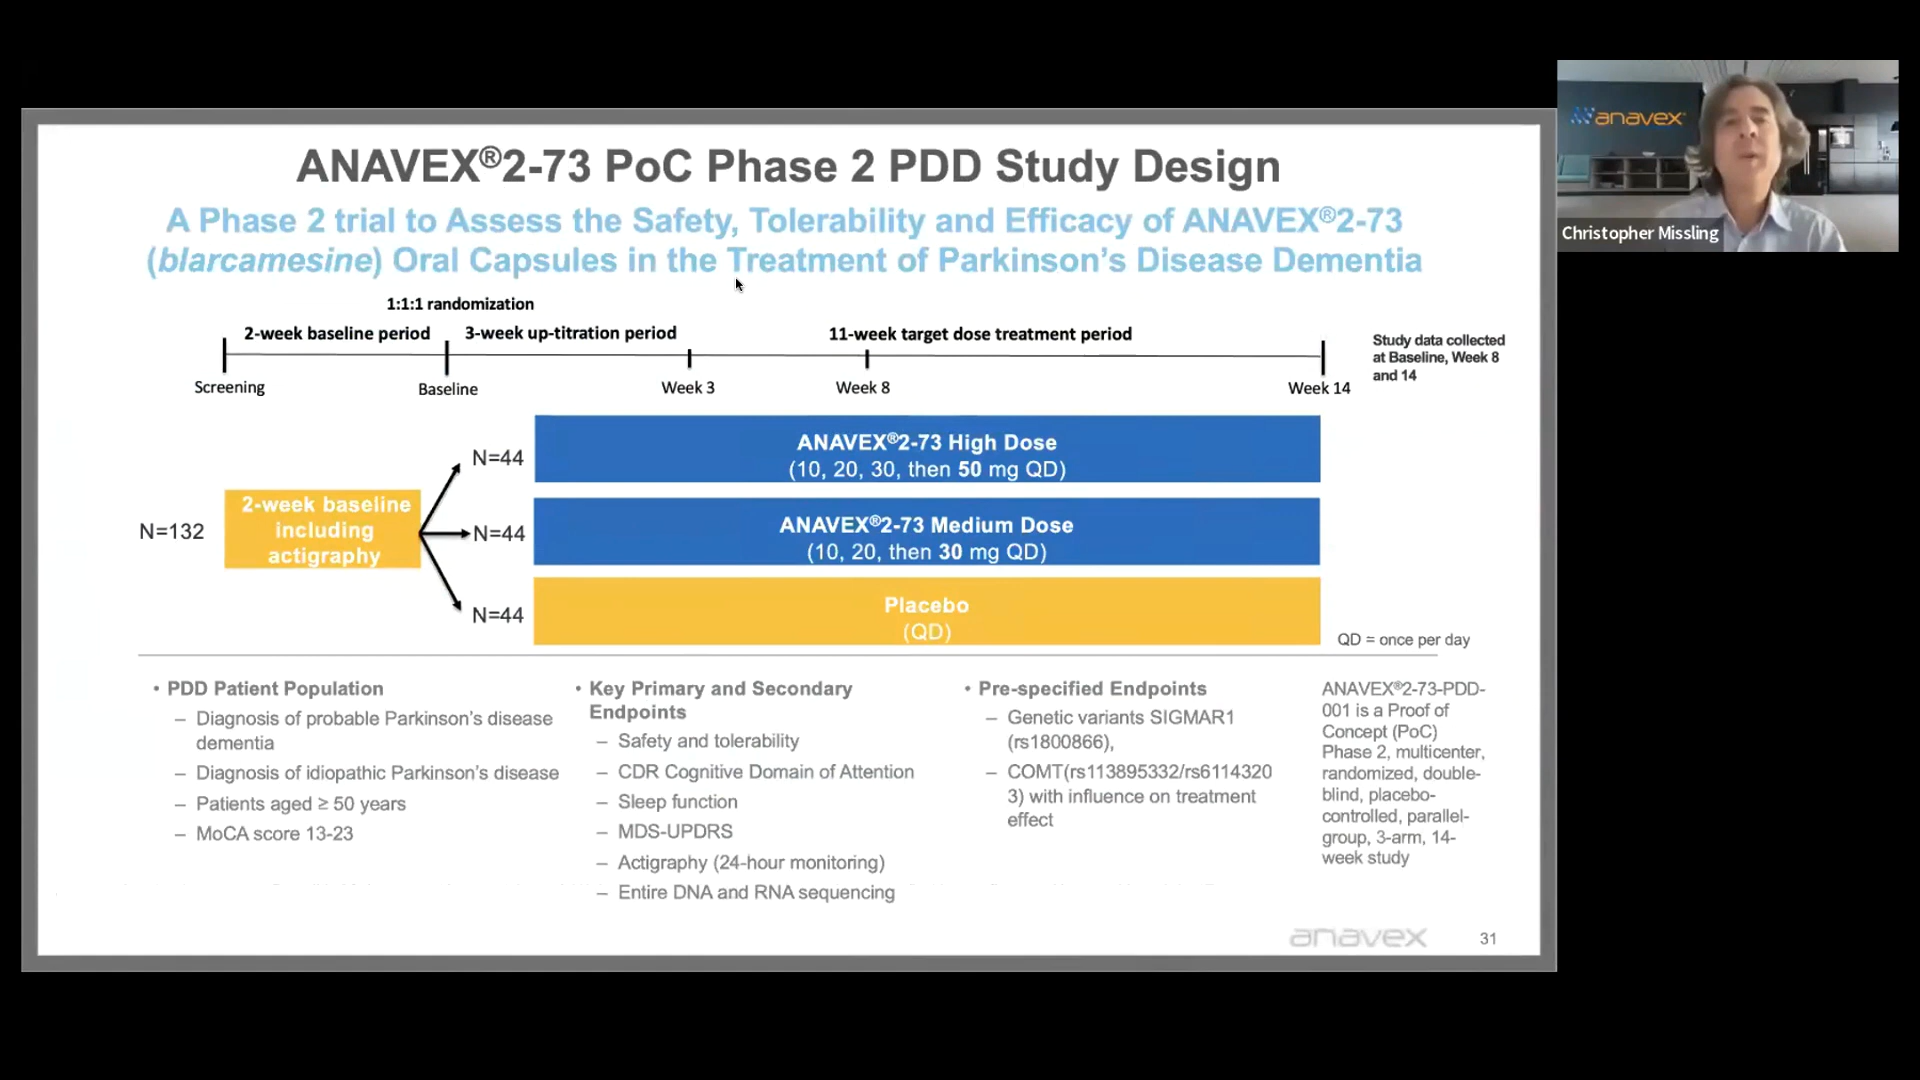 ANAVEX®2-73 PoC Phase 2 PDD Study Design
A Phase 2 trial to Assess the Safety, Tolerability and Efficacy of ANAVEX®2-73
(blarcamesine) Oral Capsules in the Treatment of Parkinson's Disease Dementia
1:1:1 randomization
2-week baseline period
3-week up-titration period
11-week target dose treatment period
Screening
Baseline
Week 3
Week 8
Week 14
Study data collected
at Baseline, Week 8
and 14
N=132
2-week baseline
including
actigraphy
N=44
ANAVEX®2-73 High Dose
(10, 20, 30, then 50 mg QD)
N=44
ANAVEX®2-73 Medium Dose
(10, 20, then 30 mg QD)
N=44
Placebo
(QD)
QD = once per day
• PDD Patient Population
– Diagnosis of probable Parkinson's disease
dementia
– Diagnosis of idiopathic Parkinson's disease
– Patients aged ≥ 50 years
– MoCA score 13-23
• Key Primary and Secondary
Endpoints
– Safety and tolerability
– CDR Cognitive Domain of Attention
– Sleep function
– MDS-UPDRS
– Actigraphy (24-hour monitoring)
– Entire DNA and RNA sequencing
• Pre-specified Endpoints
– Genetic variants SIGMAR1
(rs1800866),
– COMT(rs113895332/rs6114320
3) with influence on treatment
effect
ANAVEX®2-73-PDD-
001 is a Proof of
Concept (PoC)
Phase 2, multicenter,
randomized, double-
blind, placebo-
controlled, parallel-
group, 3-arm, 14-
week study
anavex
31
anavex®
Christopher Missling